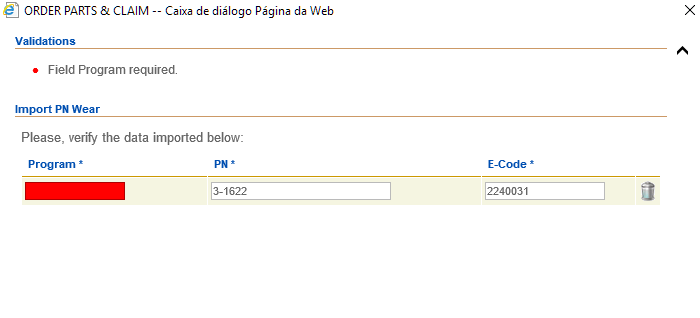 ORDER PARTS & CLAIM -- Caixa de diálogo Página da Web
Validations
Field Program required.
Import PN Wear
Please, verify the data imported below:
Program * PN * E-Code *
3-1622 2240031